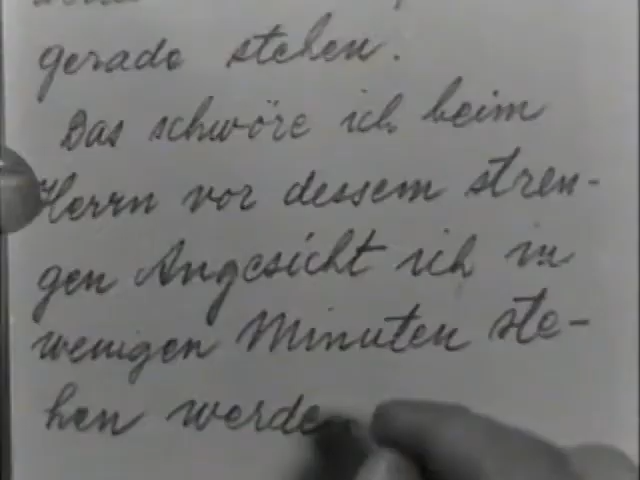 gerade stehen.
Das schwöre ich beim
Herrn vor dessem stren-
gen Angesicht ich in
wenigen Minuten ste-
hen werde